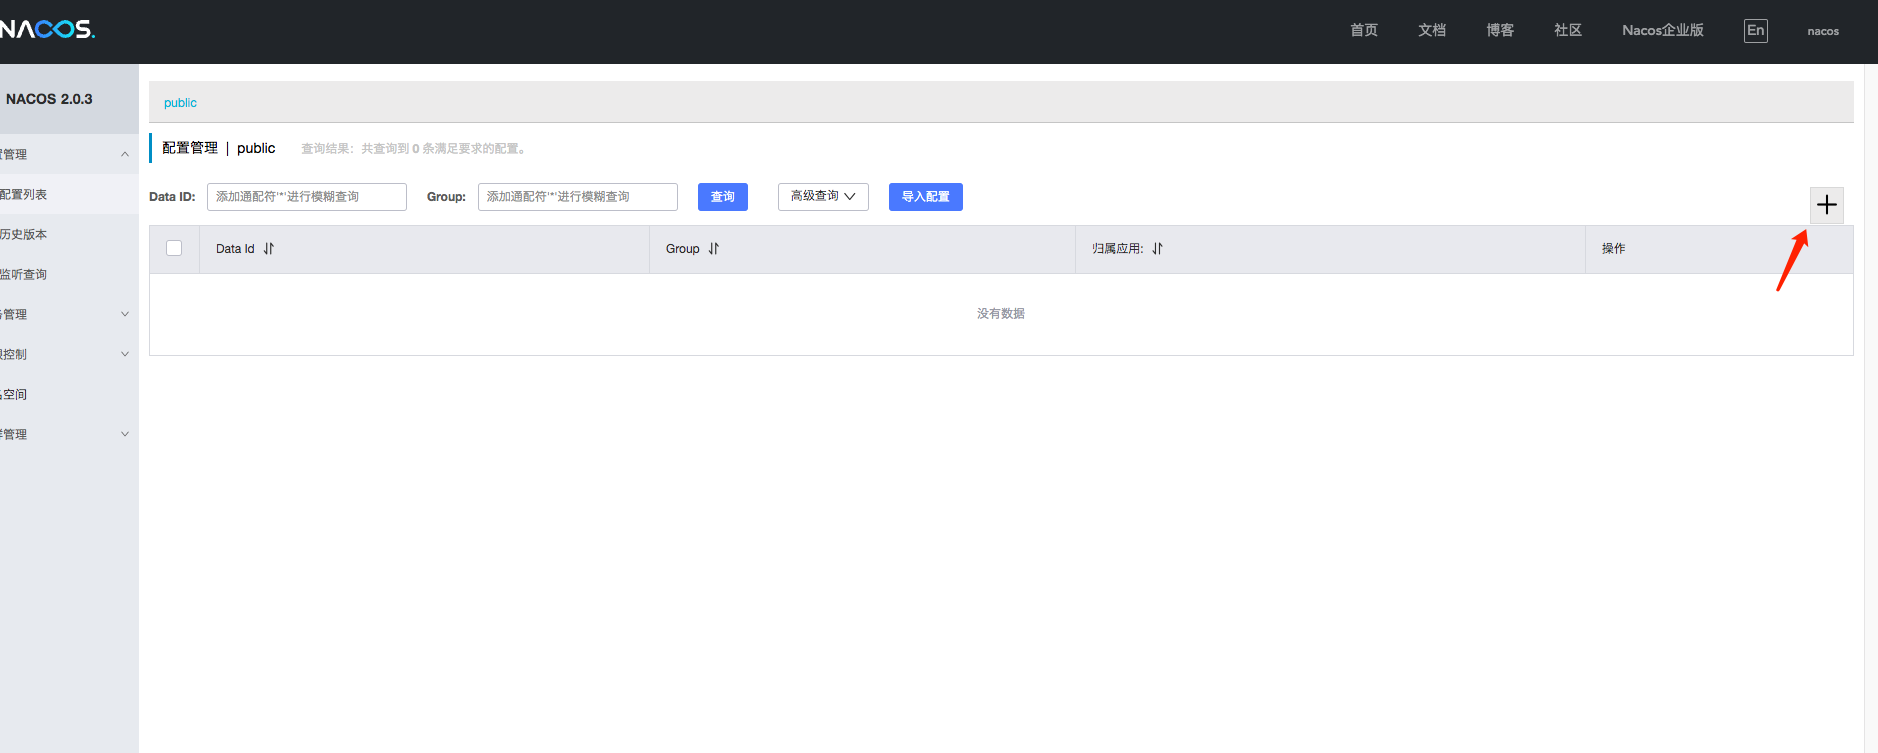 NACOS.
首页 文档 博客 社区 Nacos企业版 En nacos
NACOS 2.0.3
管理
配置列表
历史版本
监听查询
管理
控制
空间
管理
public
配置管理 | public 查询结果：共查询到 0 条满足要求的配置。
Data ID: 添加通配符'*'进行模糊查询 Group: 添加通配符'*'进行模糊查询 查询 高级查询 导入配置
Data Id Group 归属应用: 操作
没有数据